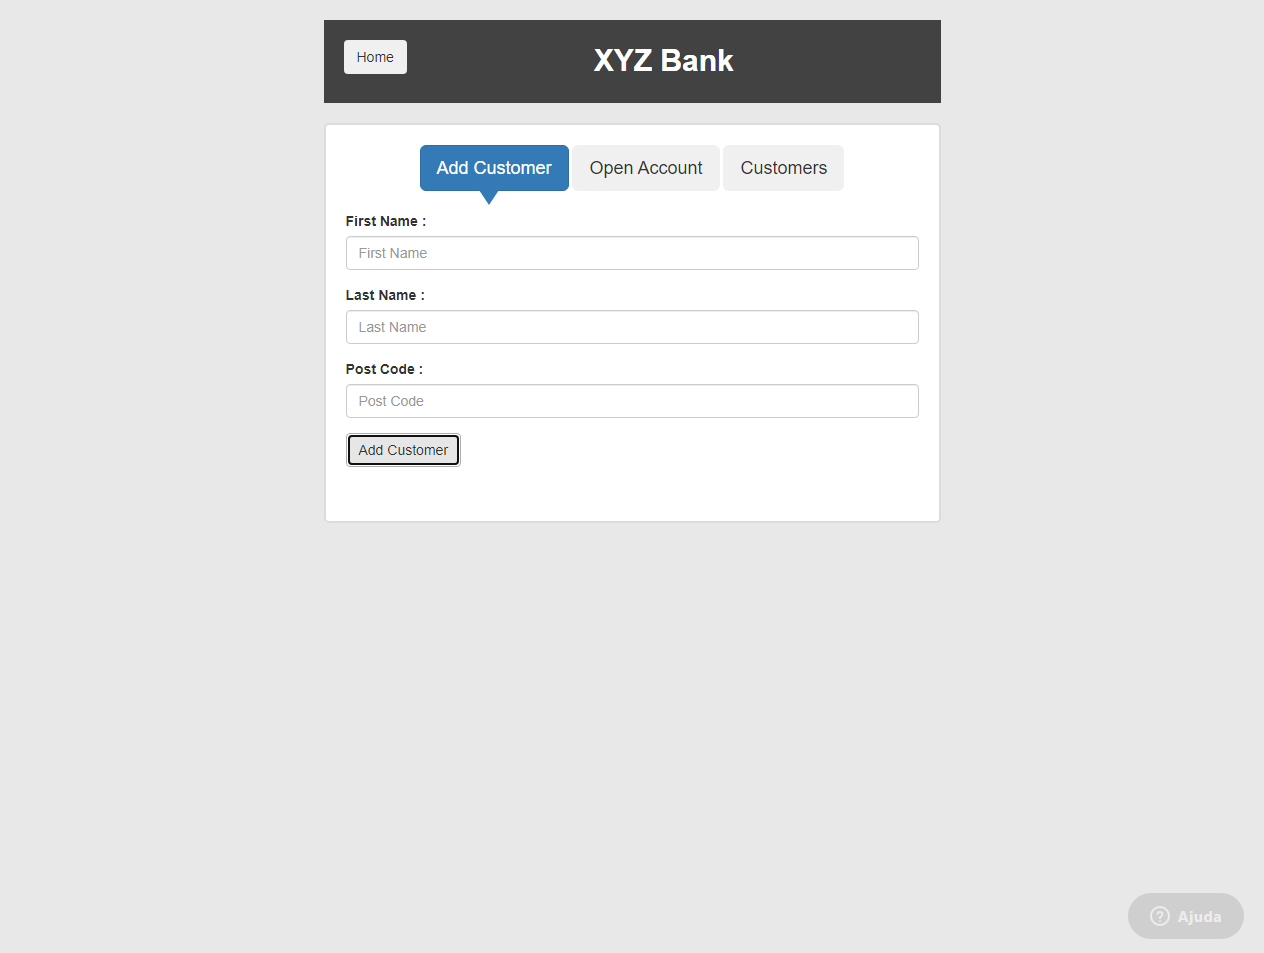 Home
XYZ Bank
Add Customer
Open Account
Customers
First Name :
First Name
Last Name :
Last Name
Post Code :
Post Code
Add Customer
Ajuda